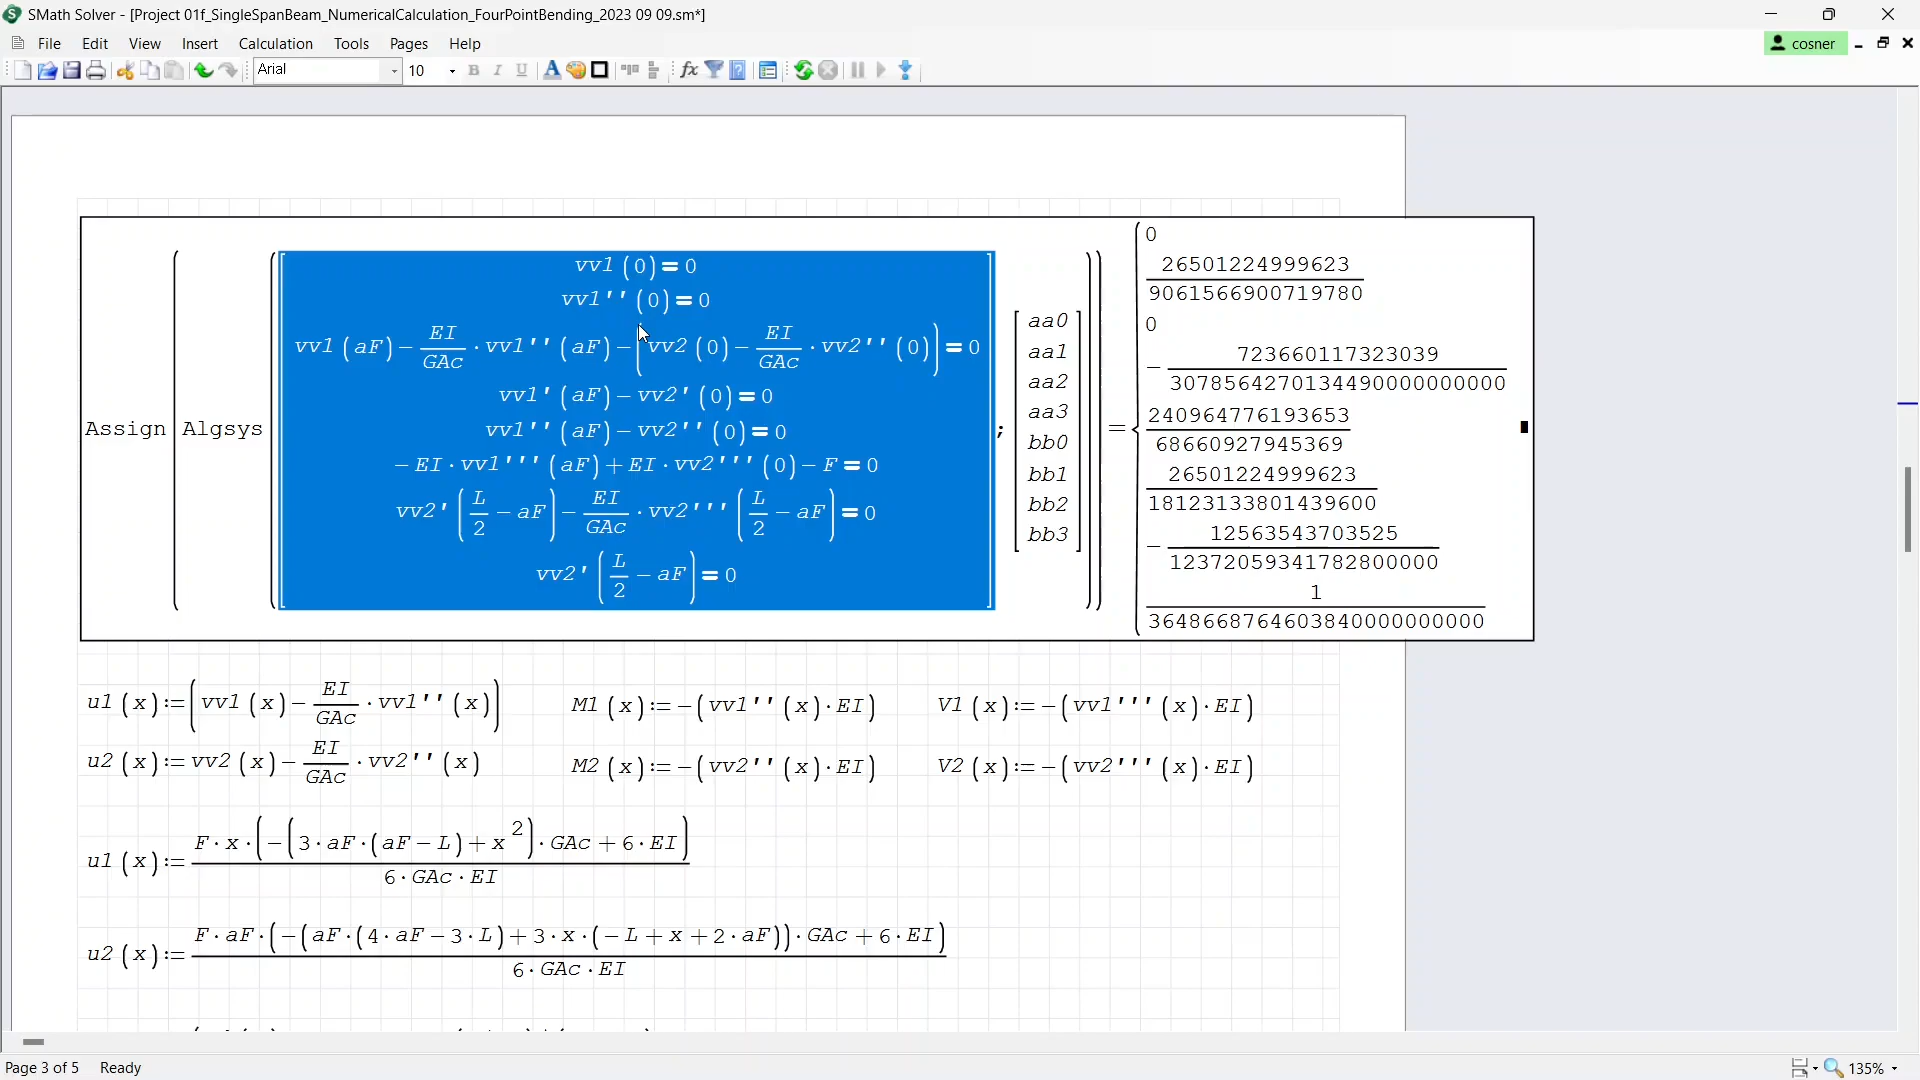 SMath Solver - [Project 01f_SingleSpanBeam_NumericalCalculation_FourPointBending_2023 09 09.sm*]
File Edit View Insert Calculation Tools Pages Help
cosner
Arial 10
Assign ( Algsys ( [
vv1 (0) = 0
vv1'' (0) = 0
vv1 (aF) − EI/GAc · vv1'' (aF) − (vv2 (0) − EI/GAc · vv2'' (0)) = 0
vv1' (aF) − vv2' (0) = 0
vv1'' (aF) − vv2'' (0) = 0
− EI · vv1''' (aF) + EI · vv2''' (0) − F = 0
vv2' (L/2 − aF) − EI/GAc · vv2''' (L/2 − aF) = 0
vv2' (L/2 − aF) = 0
] ; [
aa0
aa1
aa2
aa3
bb0
bb1
bb2
bb3
] ) ) = {
0
26501224999623
9061566900719780
0
− 723660117323039
3078564270134490000000000
240964776193653
68660927945369
26501224999623
18123133801439600
− 12563543703525
12372059341782800000
1
3648668764603840000000000
u1 (x) := (vv1 (x) − EI/GAc · vv1'' (x)) M1 (x) := − (vv1'' (x) · EI) V1 (x) := − (vv1''' (x) · EI)
u2 (x) := vv2 (x) − EI/GAc · vv2'' (x) M2 (x) := − (vv2'' (x) · EI) V2 (x) := − (vv2''' (x) · EI)
u1 (x) := F · x · (− (3 · aF · (aF − L) + x²) · GAc + 6 · EI)
6 · GAc · EI
u2 (x) := F · aF · (− (aF · (4 · aF − 3 · L) + 3 · x · (− L + x + 2 · aF)) · GAc + 6 · EI)
6 · GAc · EI
Page 3 of 5 Ready 135%